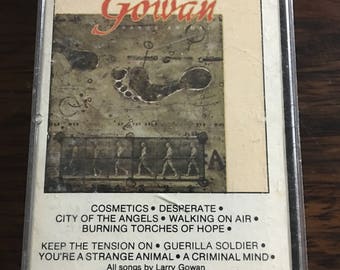 Gowan
COSMETICS • DESPERATE •
CITY OF THE ANGELS • WALKING ON AIR •
BURNING TORCHES OF HOPE •
KEEP THE TENSION ON • GUERILLA SOLDIER •
YOU'RE A STRANGE ANIMAL • A CRIMINAL MIND •
All songs by Larry Gowan